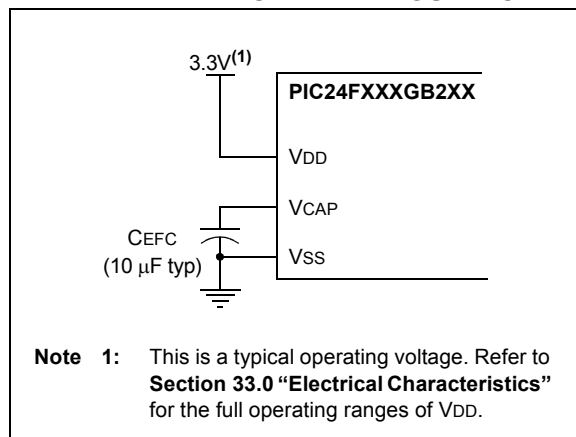 3.3V(1)
PIC24FXXXGB2XX
VDD
VCAP
CEFC
(10 μF typ)
VSS
Note 1: This is a typical operating voltage. Refer to
Section 33.0 “Electrical Characteristics”
for the full operating ranges of VDD.